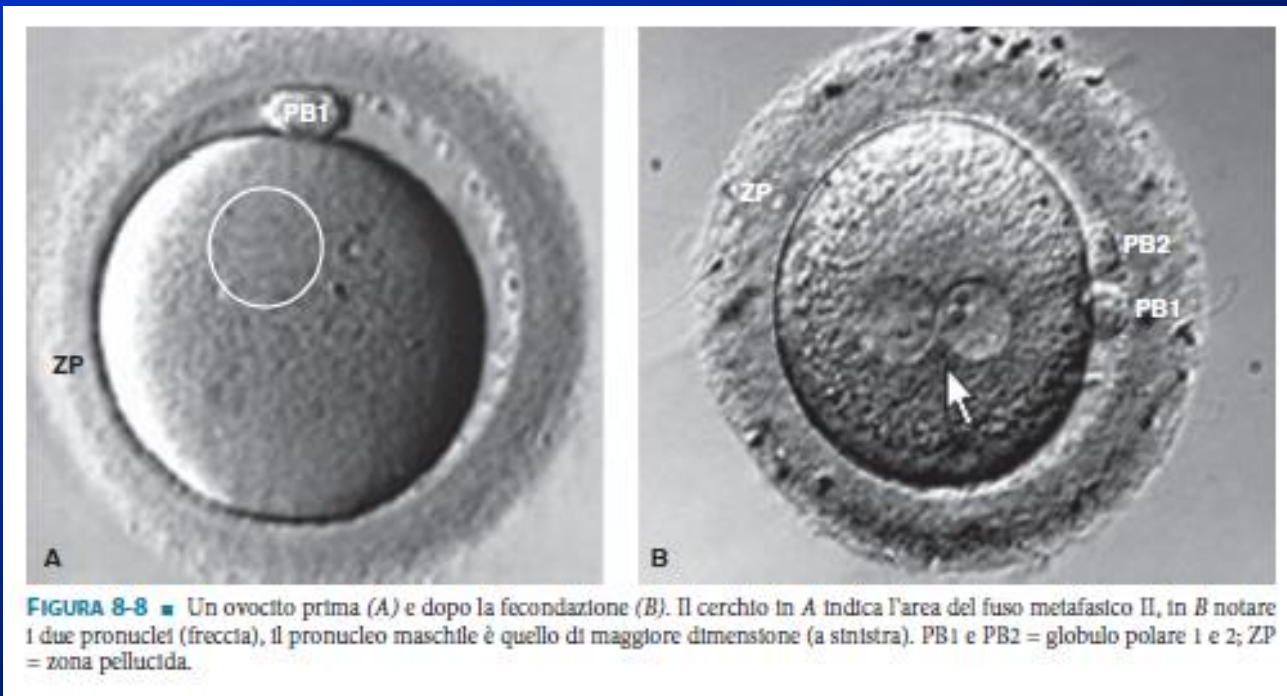 PB1
ZP
A
ZP
PB2
PB1
B
FIGURA 8-8 ■ Un ovocito prima (A) e dopo la fecondazione (B). Il cerchio in A indica l'area del fuso metafasico II, in B notare
i due pronuclei (freccia), il pronucleo maschile è quello di maggiore dimensione (a sinistra). PB1 e PB2 = globulo polare 1 e 2; ZP
= zona pellucida.